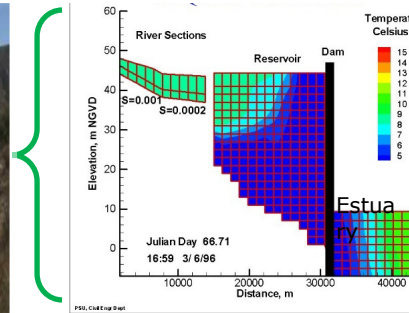 60
50
40
30
20
10
0
Elevation, m NGVD
River Sections
S=0.001
S=0.0002
Reservoir
Dam
Estua
ry
Julian Day 66.71
16:59 3/ 6/96
10000
20000
30000
40000
Distance, m
PSU, Civil Engr Dept
Temperat
Celsius
15
14
13
12
11
10
9
8
7
6
5